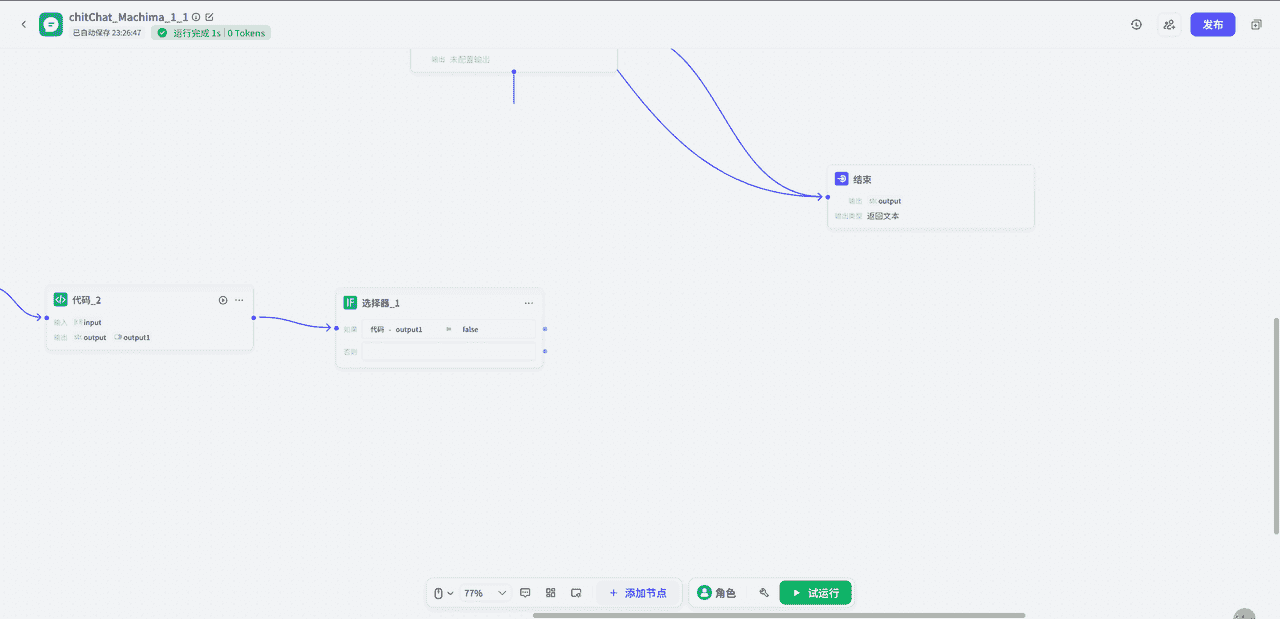 chitChat_Machima_1_1
已自动保存 23:26:47
运行完成 1s | 0 Tokens
发布
输出 未配置输出
结束
输出 str. output
输出类型 返回文本
代码_2
输入 input
输出 str. output output1
选择器_1
如果 代码 - output1 = false
否则
77%
+ 添加节点
角色
试运行